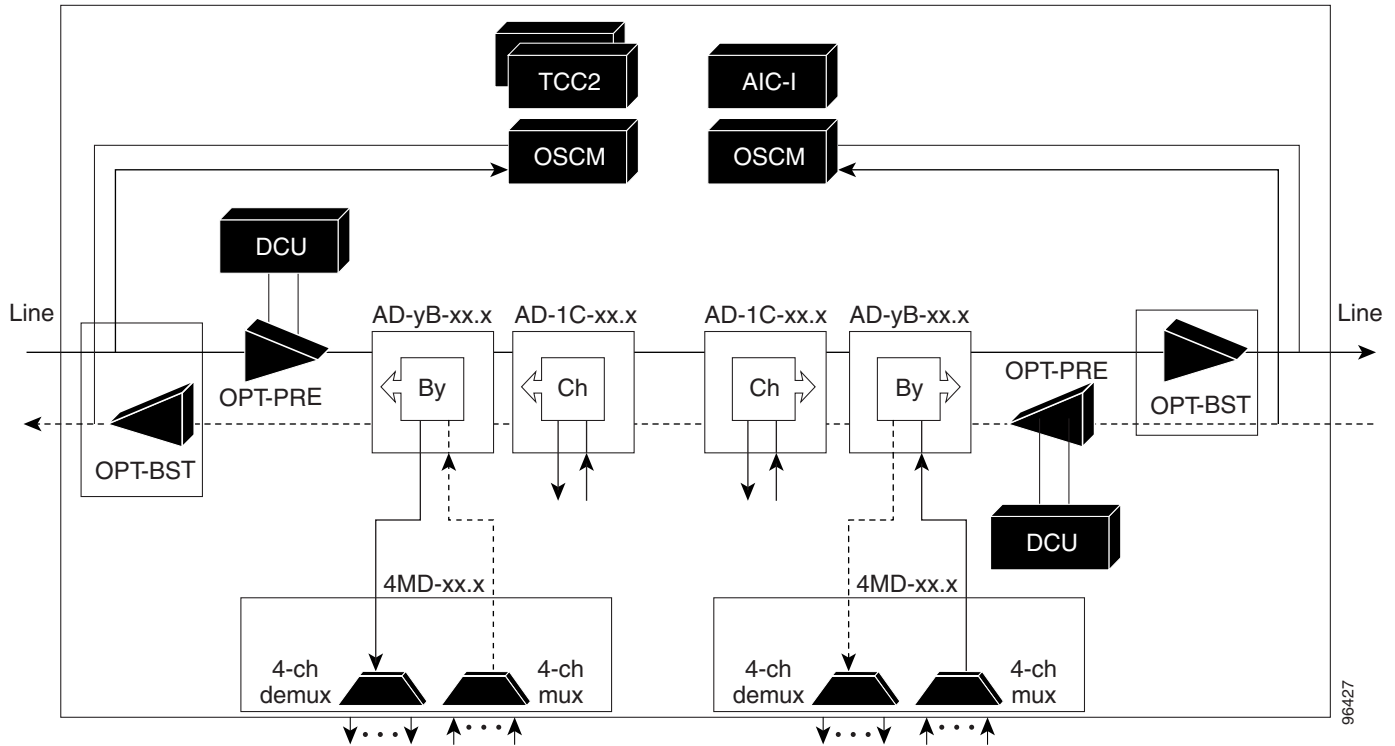 TCC2
AIC-I
OSCM
OSCM
DCU
Line
AD-yB-xx.x
AD-1C-xx.x
AD-1C-xx.x
AD-yB-xx.x
Line
By
Ch
Ch
By
OPT-PRE
OPT-PRE
OPT-BST
OPT-BST
DCU
4MD-xx.x
4MD-xx.x
4-ch
demux
4-ch
mux
4-ch
demux
4-ch
mux
96427